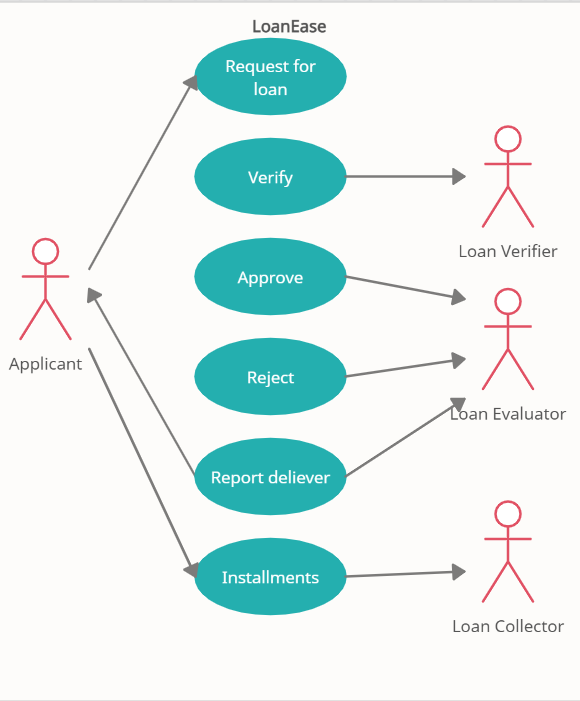 LoanEase
Request for
loan
Verify
Loan Verifier
Approve
Applicant
Reject
Loan Evaluator
Report deliever
Installments
Loan Collector